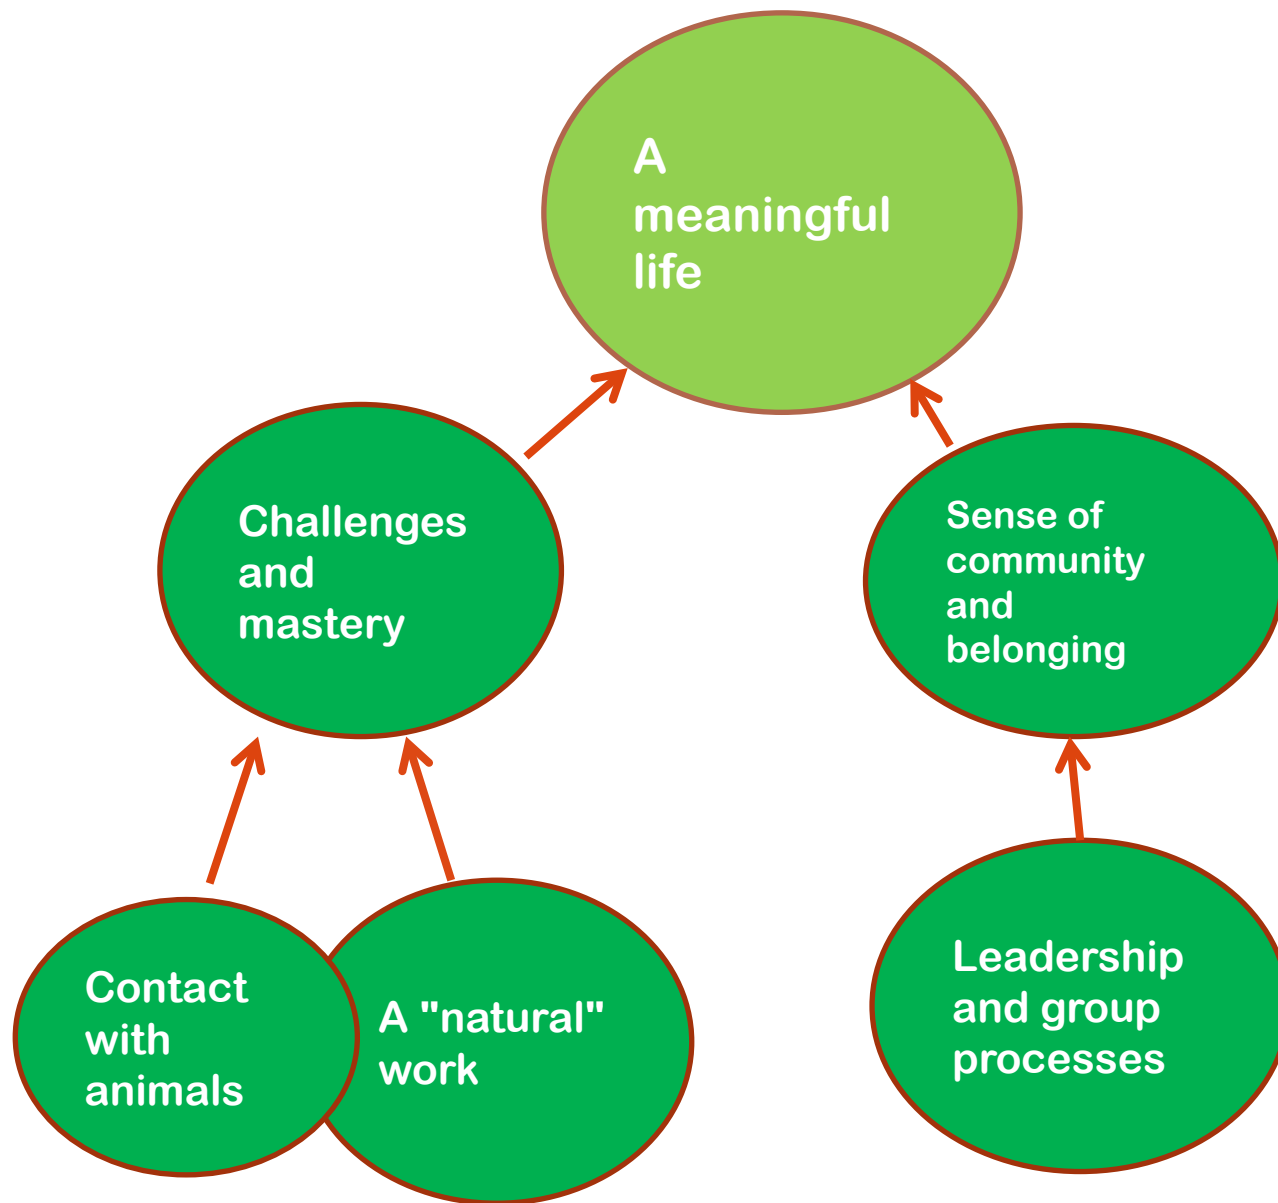 A
meaningful
life
Challenges
and
mastery
Sense of
community
and
belonging
Contact
with
animals
A "natural"
work
Leadership
and group
processes